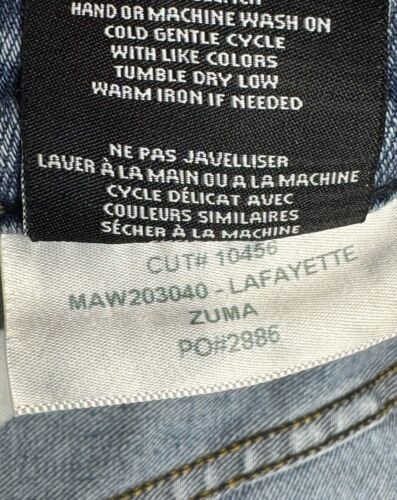 HAND OR MACHINE WASH ON
COLD GENTLE CYCLE
WITH LIKE COLORS
TUMBLE DRY LOW
WARM IRON IF NEEDED
NE PAS JAVELLISER
LAVER À LA MAIN OU A LA MACHINE
CYCLE DÉLICAT AVEC
COULEURS SIMILAIRES
SÉCHER À LA MACHINE
CUT# 10456
MAW203040 - LAFAYETTE
ZUMA
PO#2986